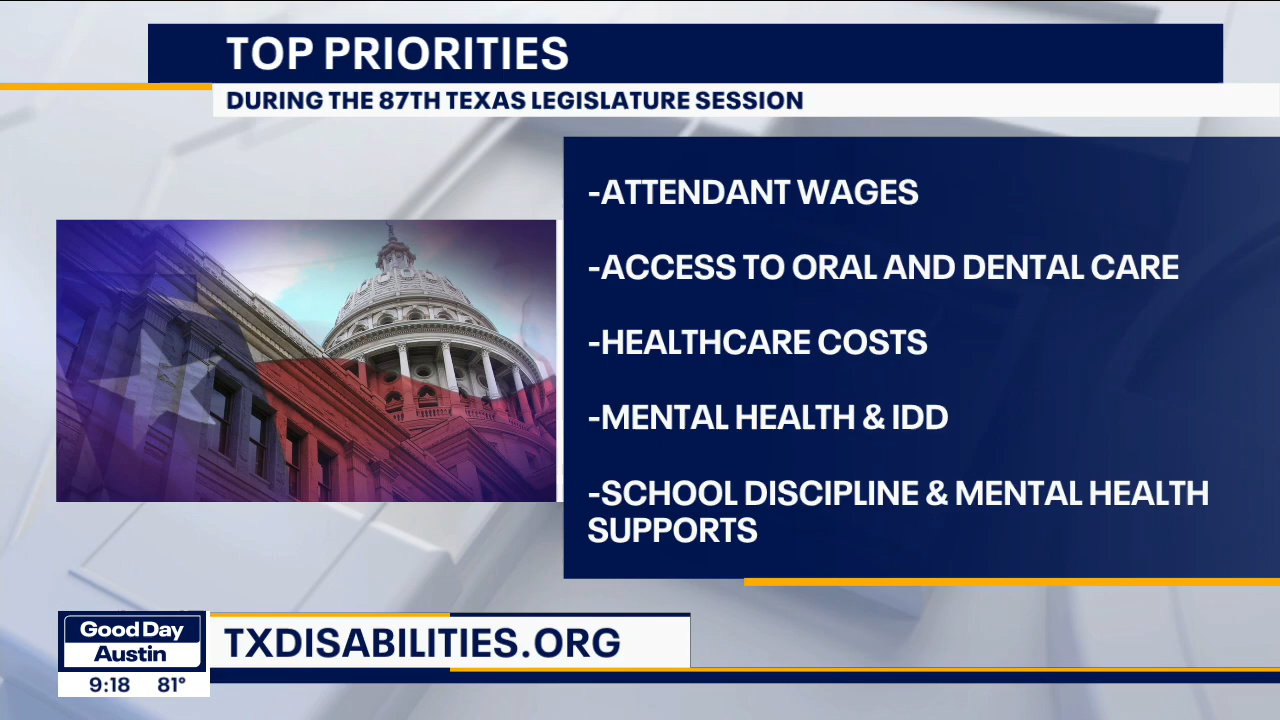 TOP PRIORITIES
DURING THE 87TH TEXAS LEGISLATURE SESSION
-ATTENDANT WAGES
-ACCESS TO ORAL AND DENTAL CARE
-HEALTHCARE COSTS
-MENTAL HEALTH & IDD
-SCHOOL DISCIPLINE & MENTAL HEALTH
SUPPORTS
Good Day
Austin
TXDISABILITIES.ORG
9:18 81°